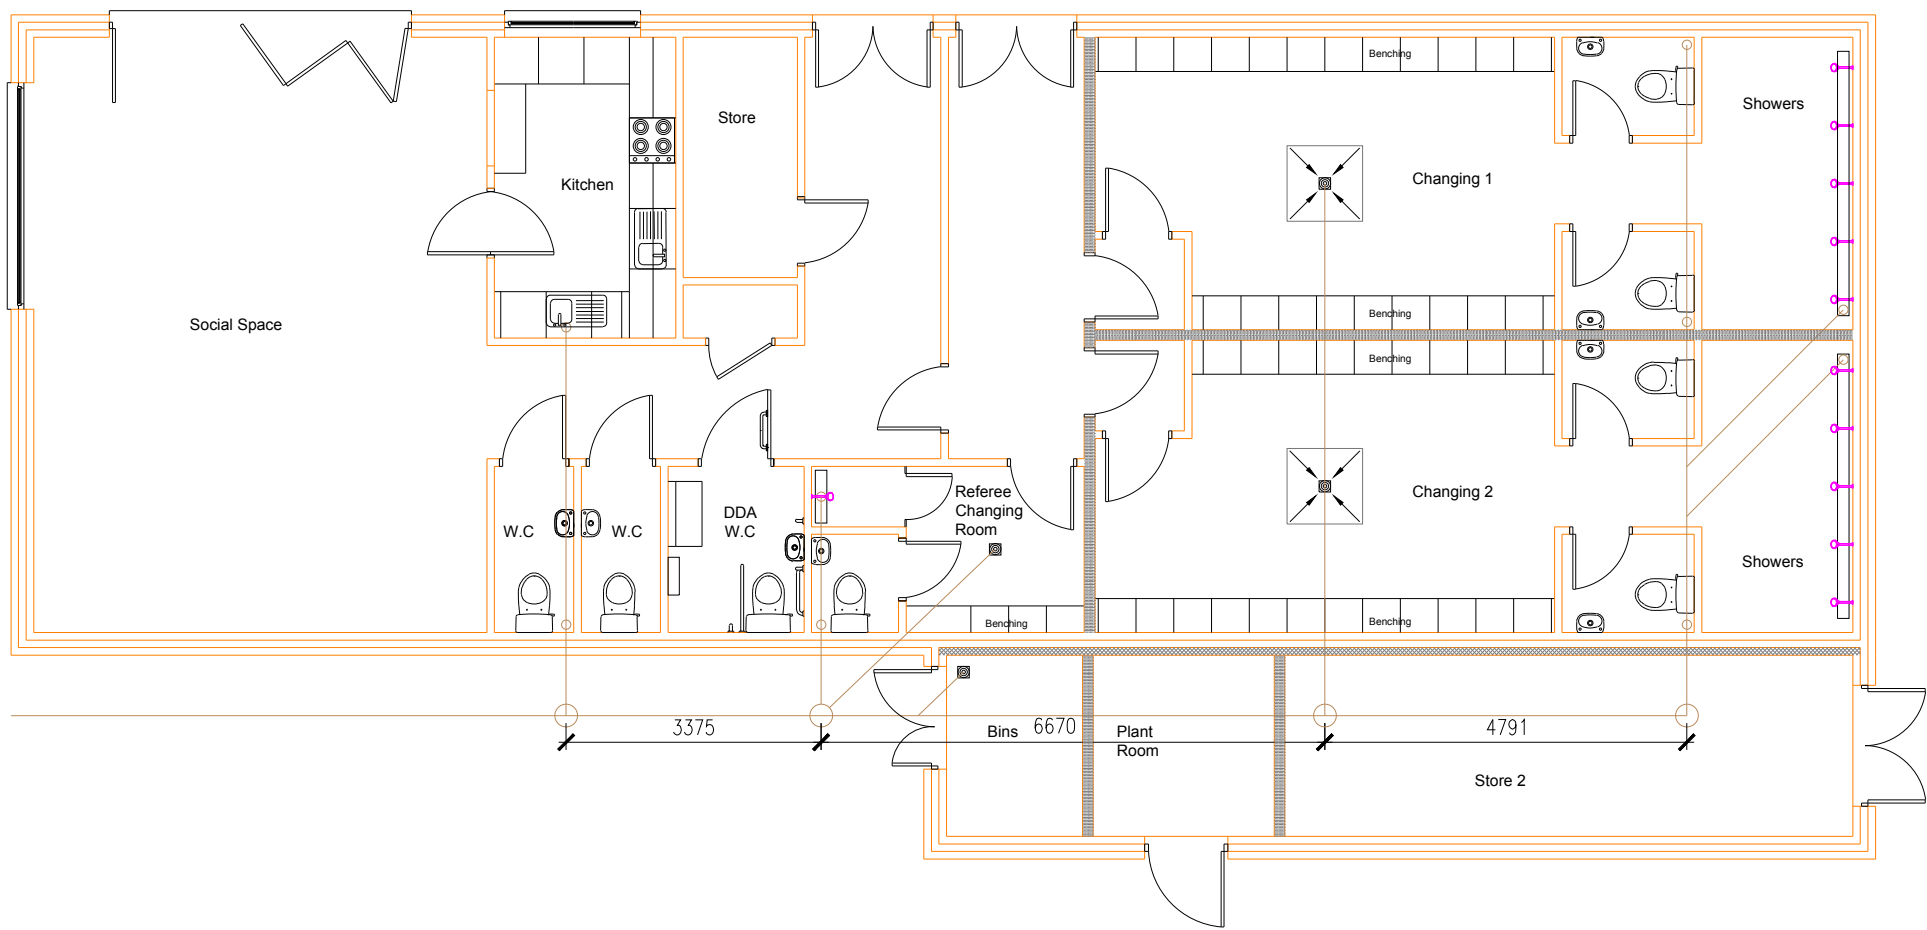 Benching
Showers
Store
Kitchen
Changing 1
Social Space
Benching
Benching
Referee
Changing
Room
Changing 2
DDA
W.C
W.C
W.C
Showers
Benching
Benching
3375
Bins
6670
Plant
Room
4791
Store 2